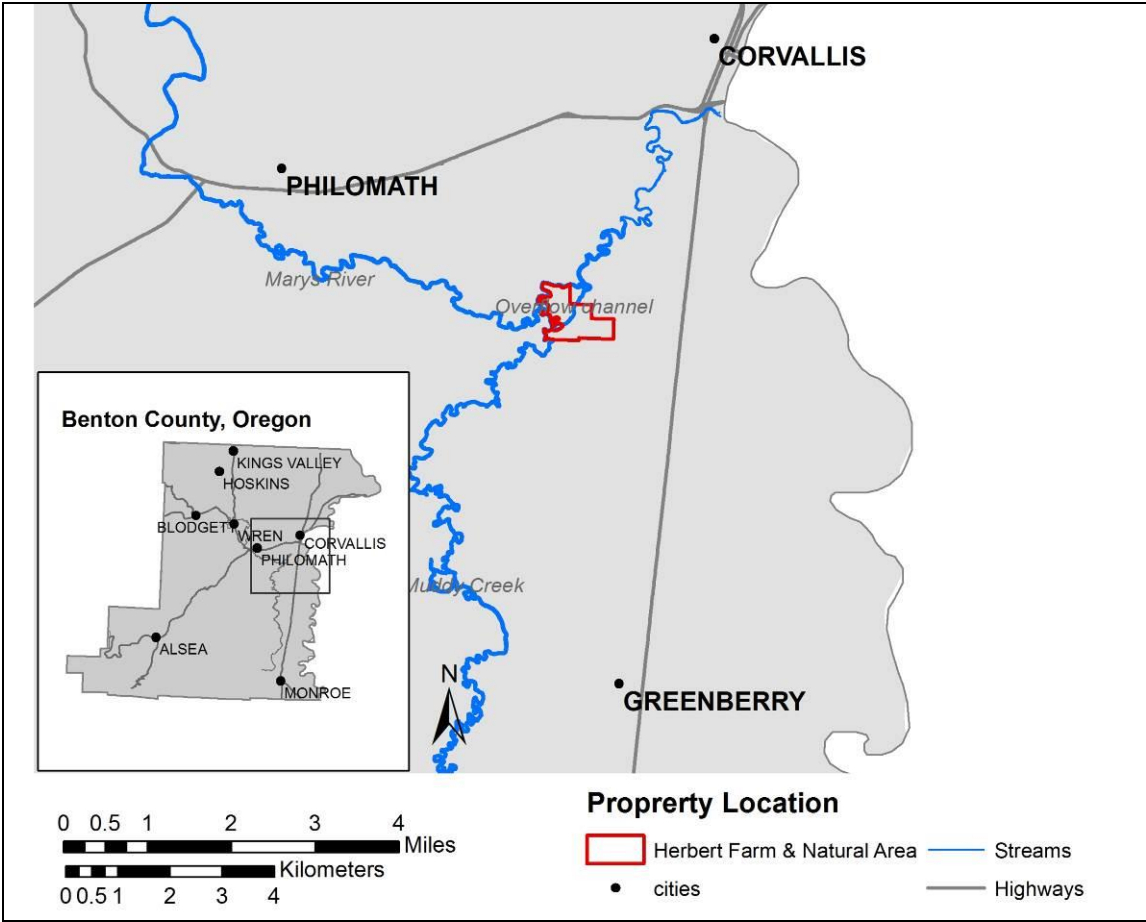 CORVALLIS
PHILOMATH
Marys River
Overflow channel
Benton County, Oregon
KINGS VALLEY
HOSKINS
BLODGETT
WREN
CORVALLIS
PHILOMATH
ALSEA
MONROE
Muddy Creek
N
GREENBERRY
0 0.5 1 2 3 4
Miles
Kilometers
0 0.5 1 2 3 4
Proprerty Location
Herbert Farm & Natural Area
Streams
cities
Highways